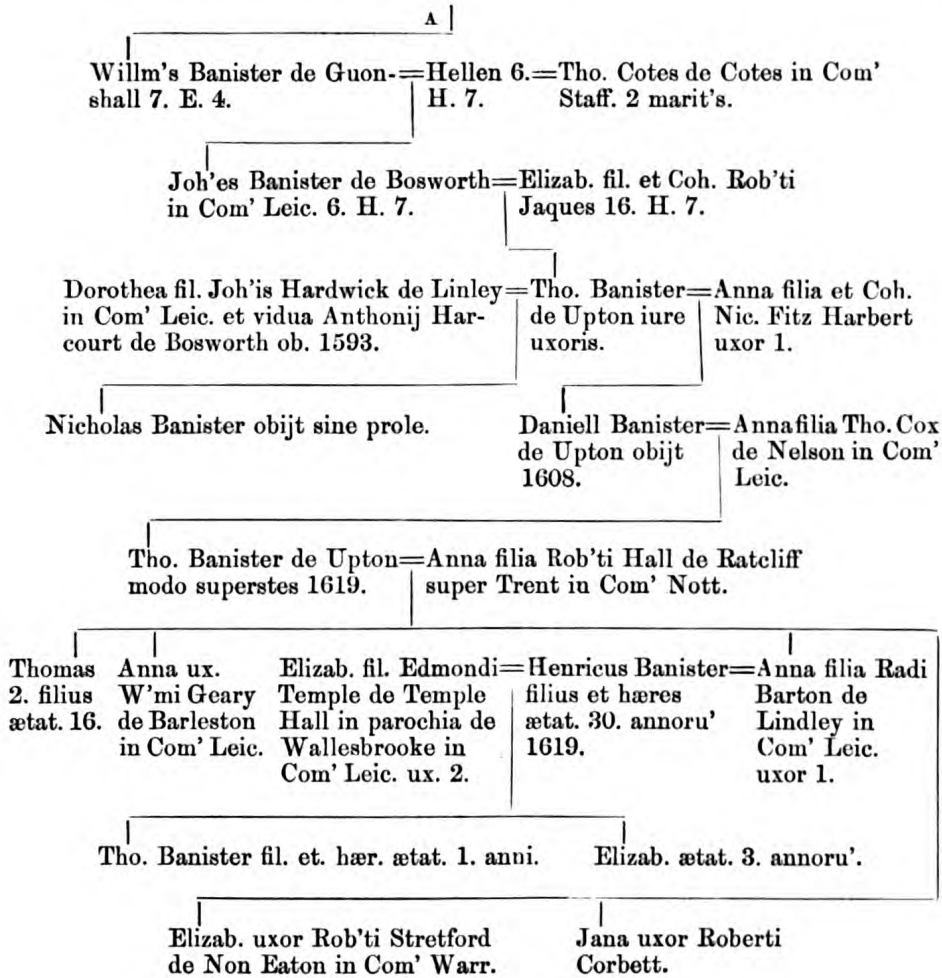 A
Willm's Banister de Guon-=Hellen 6.=Tho. Cotes de Cotes in Com'
shall 7. E. 4. H. 7. Staff. 2 marit's.
Joh'es Banister de Bosworth=Elizab. fil. et Coh. Rob'ti
in Com' Leic. 6. H. 7. Jaques 16. H. 7.
Dorothea fil. Joh'is Hardwick de Linley=Tho. Banister=Anna filia et Coh.
in Com' Leic. et vidua Anthonij Har- de Upton iure Nic. Fitz Harbert
court de Bosworth ob. 1593. uxoris. uxor 1.
Nicholas Banister obijt sine prole. Daniell Banister=Anna filia Tho. Cox
de Upton obijt de Nelson in Com'
1608. Leic.
Tho. Banister de Upton=Anna filia Rob'ti Hall de Ratcliff
modo superstes 1619. super Trent in Com' Nott.
Thomas Anna ux. Elizab. fil. Edmondi=Henricus Banister=Anna filia Radi
2. filius W'mi Geary Temple de Temple filius et hæres Barton de
ætat. 16. de Barleston Hall in parochia de ætat. 30. annoru' Lindley in
in Com' Leic. Wallesbrooke in 1619. Com' Leic.
Com' Leic. ux. 2. uxor 1.
Tho. Banister fil. et. hær. ætat. 1. anni. Elizab. ætat. 3. annoru'.
Elizab. uxor Rob'ti Stretford Jana uxor Roberti
de Non Eaton in Com' Warr. Corbett.